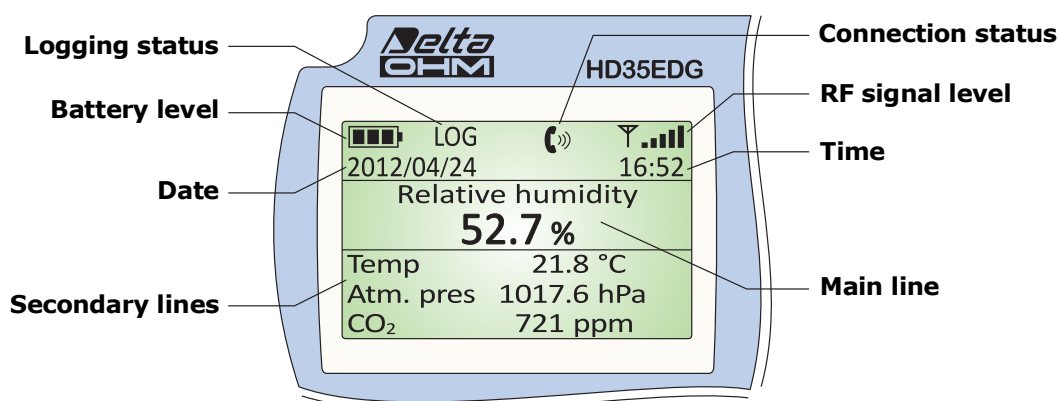 Logging status
Battery level
Date
Secondary lines
Delta
OHM
HD35EDG
LOG
2012/04/24 16:52
Relative humidity
52.7 %
Temp 21.8 °C
Atm. pres 1017.6 hPa
CO₂ 721 ppm
Connection status
RF signal level
Time
Main line